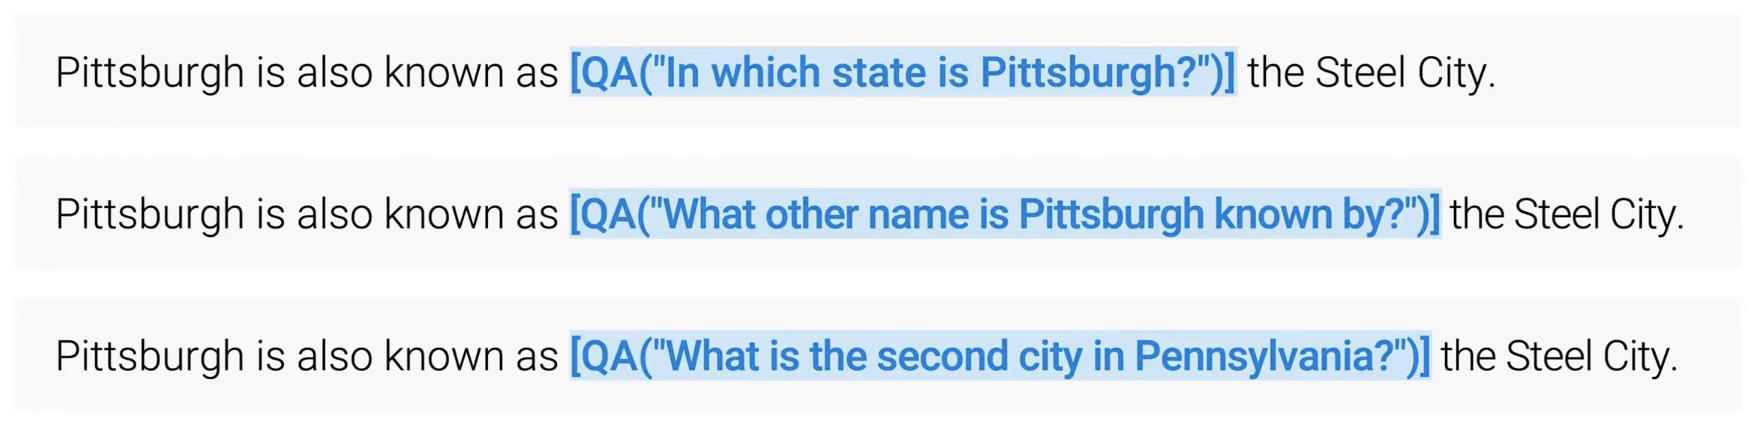 Pittsburgh is also known as [QA("In which state is Pittsburgh?")] the Steel City.
Pittsburgh is also known as [QA("What other name is Pittsburgh known by?")] the Steel City.
Pittsburgh is also known as [QA("What is the second city in Pennsylvania?")] the Steel City.